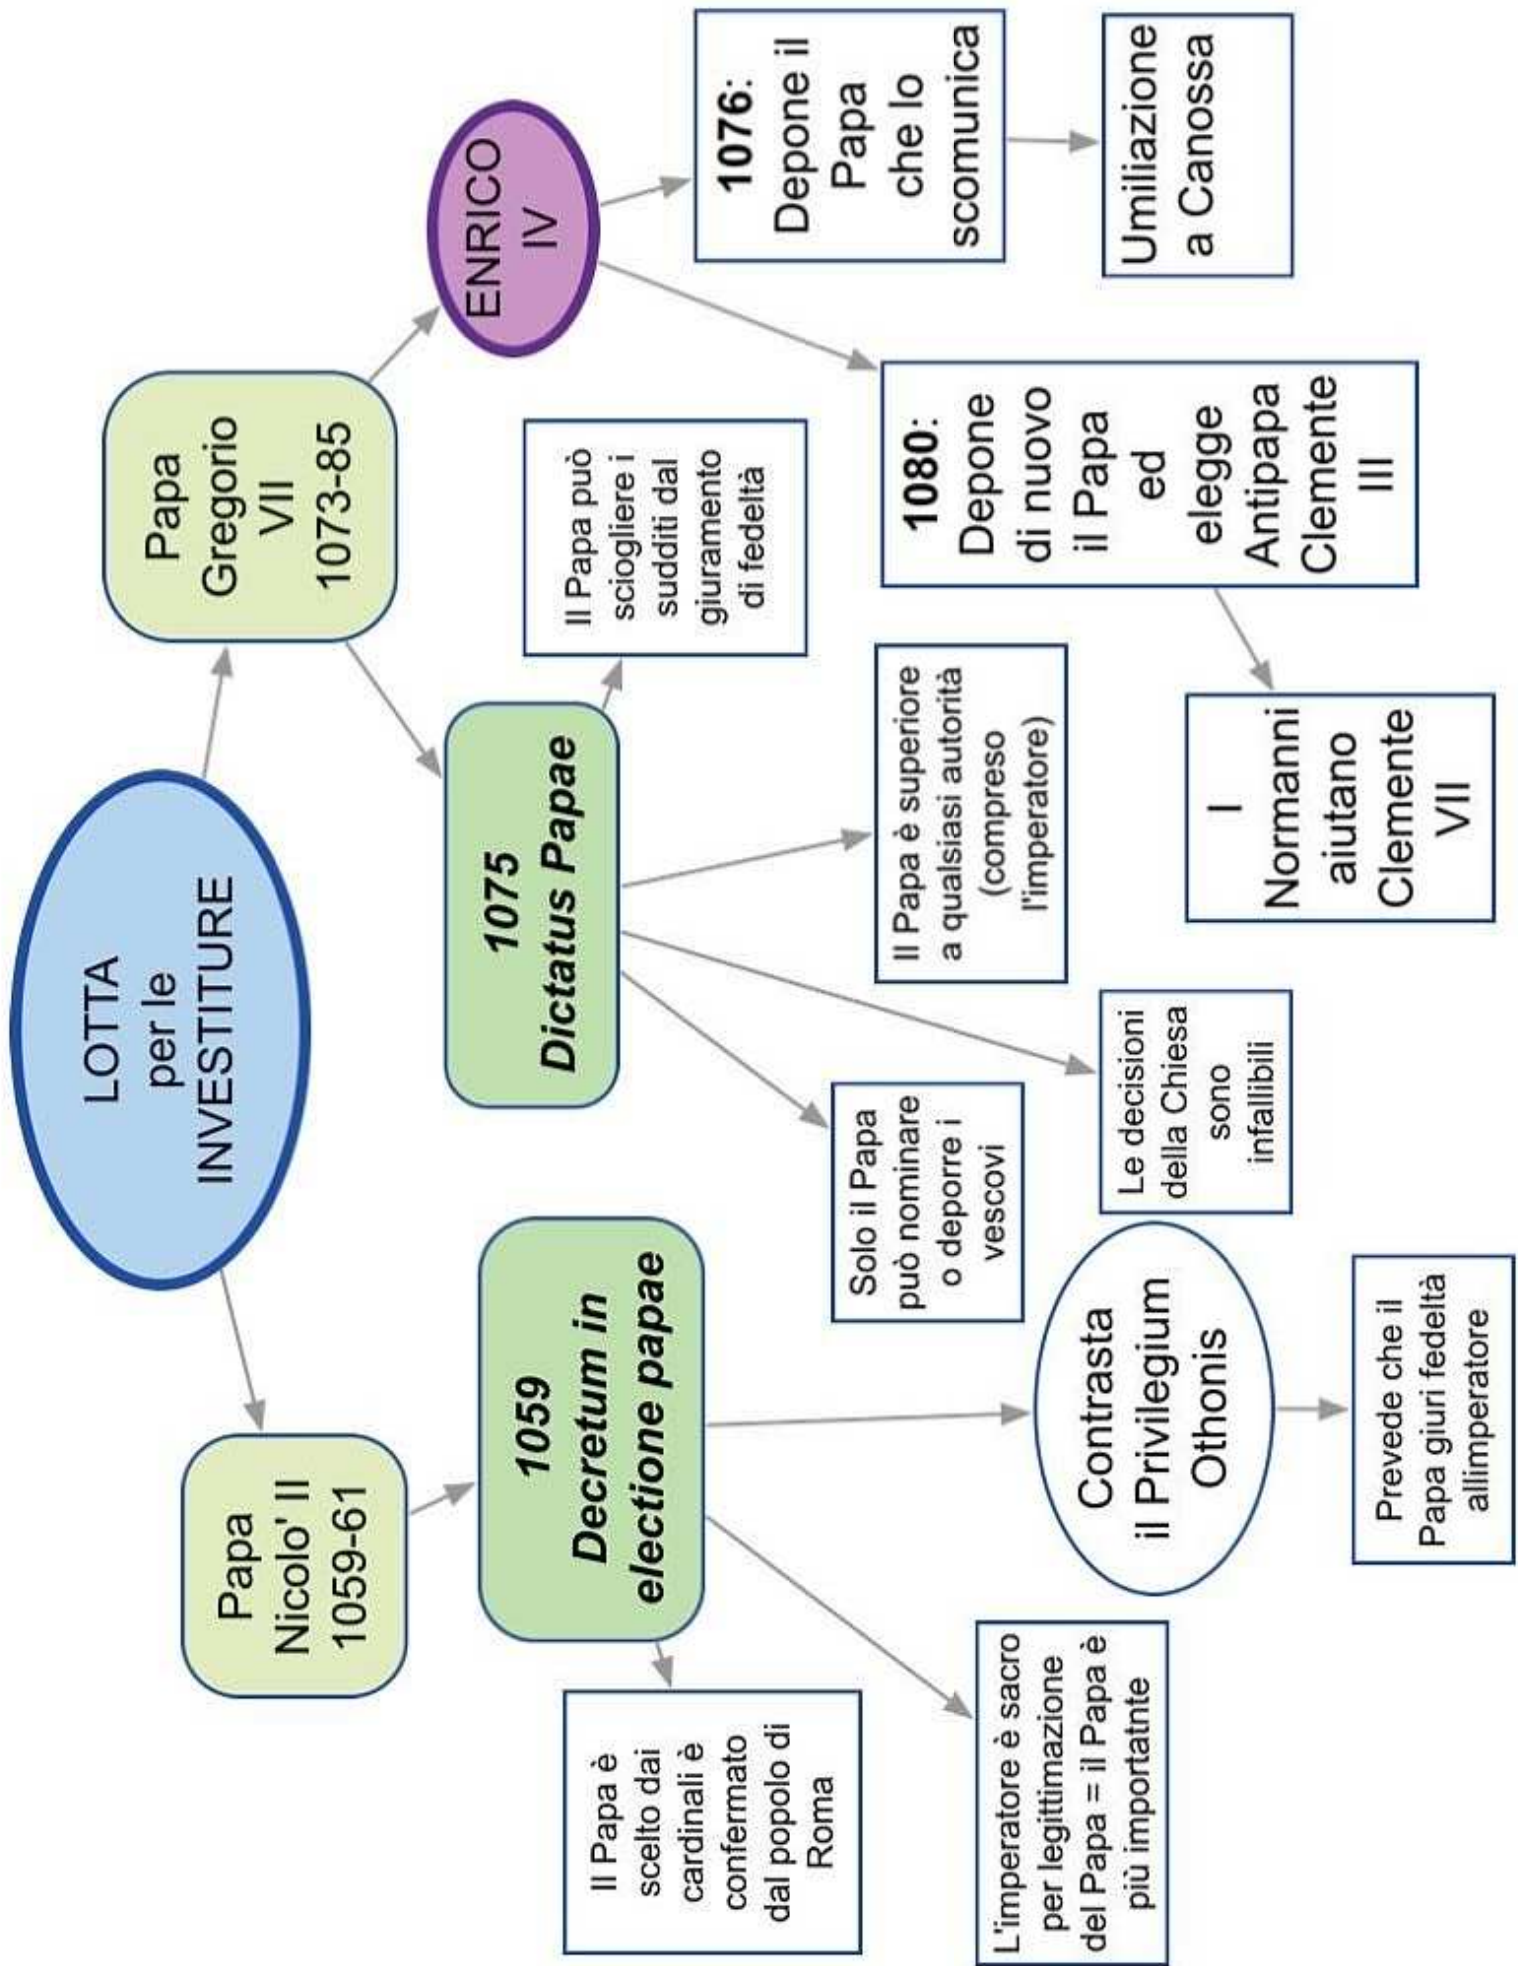 LOTTA
per le
INVESTITURE
Papa
Nicolo' II
1059-61
1059
Decretum in
electione papae
Il Papa è
scelto dai
cardinali è
confermato
dal popolo di
Roma
L'imperatore è sacro
per legittimazione
del Papa = il Papa è
più importatnte
Contrasta
il Privilegium
Othonis
Prevede che il
Papa giuri fedeltà
allimperatore
Papa
Gregorio
VII
1073-85
1075
Dictatus Papae
Solo il Papa
può nominare
o deporre i
vescovi
Le decisioni
della Chiesa
sono
infallibili
Il Papa è superiore
a qualsiasi autorità
(compreso
l'imperatore)
Il Papa può
sciogliere i
sudditi dal
giuramento
di fedeltà
ENRICO
IV
1080:
Depone
di nuovo
il Papa
ed
elegge
Antipapa
Clemente
III
I
Normanni
aiutano
Clemente
VII
1076:
Depone il
Papa
che lo
scomunica
Umiliazione
a Canossa